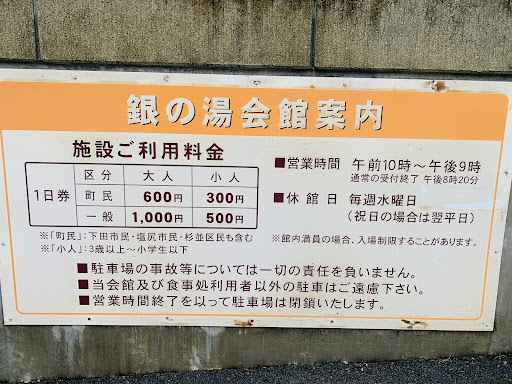 銀の湯会館案内
施設ご利用料金
区分 大人 小人
1日券
町民 600円 300円
一般 1,000円 500円
※「町民」:下田市民・塩尻市民・杉並区民も含む
※「小人」:3歳以上〜小学生以下
■営業時間 午前10時〜午後9時
通常の受付終了 午後8時20分
■休館日 毎週水曜日
(祝日の場合は翌平日)
※館内満員の場合、入場制限することがあります。
■駐車場の事故等については一切の責任を負いません。
■当会館及び食事処利用者以外の駐車はご遠慮下さい。
■営業時間終了を以って駐車場は閉鎖いたします。